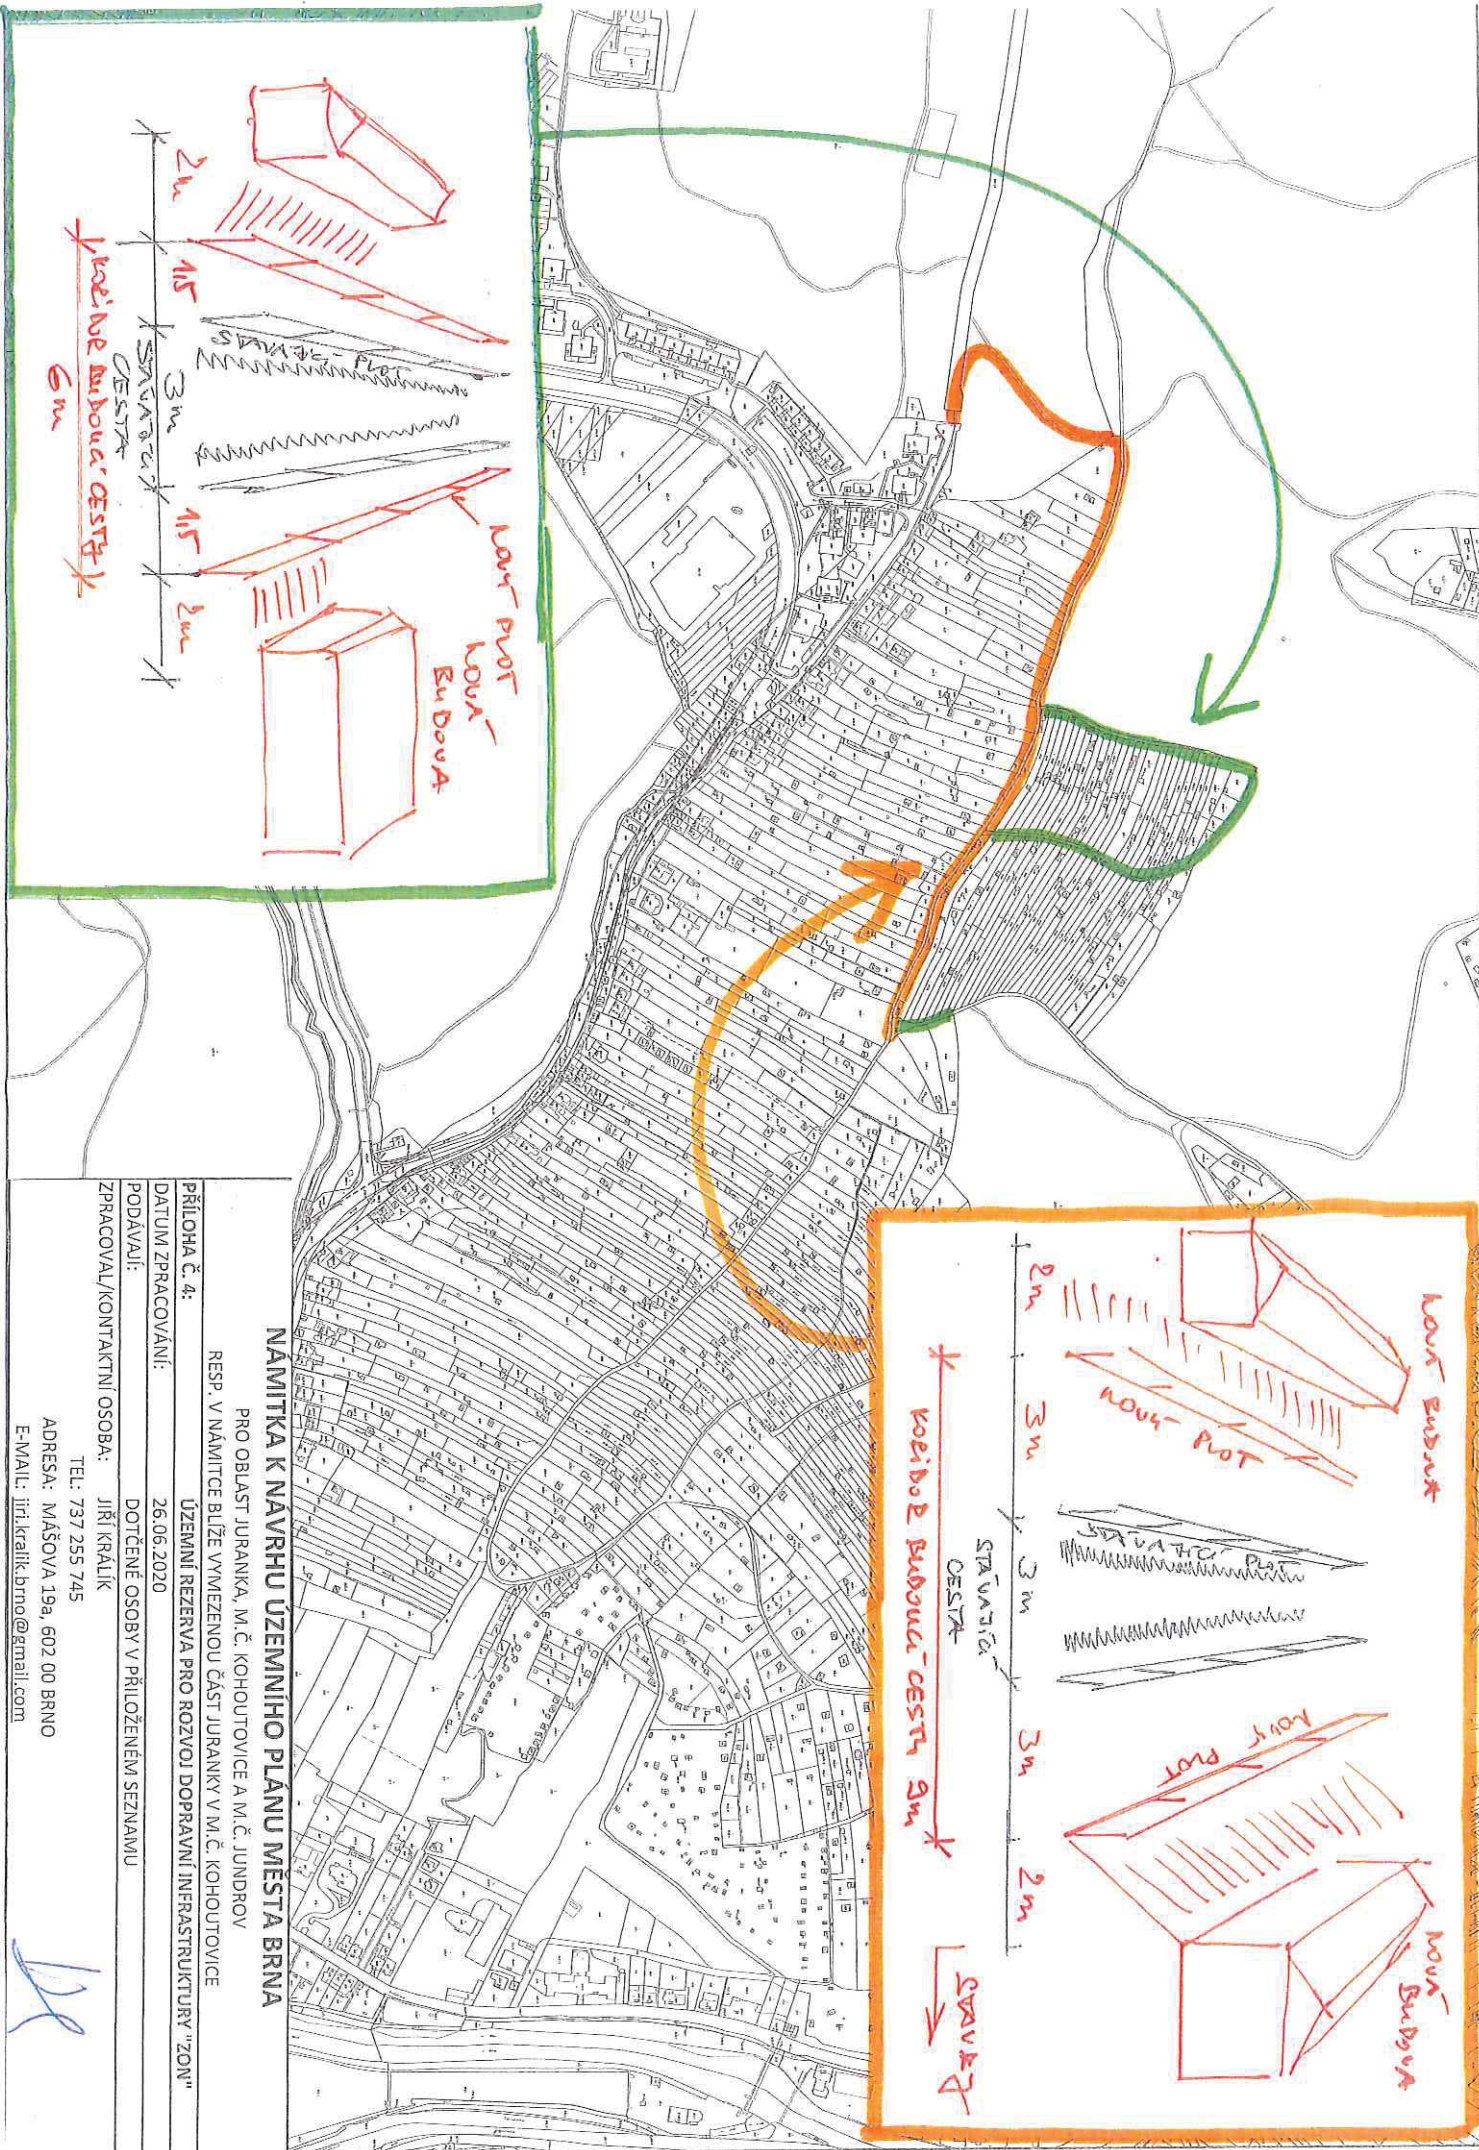 NOVÁ BUDOVA
NOVÝ PLOT
STÁVAJÍCÍ PLOT
NOVÝ
PLOT
NOVÁ
BUDOVA
2m
3m
3m
3m
2m
STÁVAJÍCÍ
CESTA
STAVBY
KORIDOR BUDOUCÍ CESTY 9m
NOVÝ PLOT
NOVÁ
BUDOVA
STÁVAJÍCÍ PLOT
2m
1,5
3m
1,5
2m
STÁVAJÍCÍ
CESTA
KORIDOR BUDOUCÍ CESTY
6m
NÁMITKA K NÁVRHU ÚZEMNÍHO PLÁNU MĚSTA BRNA
PRO OBLAST JURANKA, M.Č. KOHOUTOVICE A M.Č. JUNDROV
RESP. V NÁMITCE BLÍŽE VYMEZENOU ČÁST JURANKY V M.Č. KOHOUTOVICE
PŘÍLOHA Č. 4: ÚZEMNÍ REZERVA PRO ROZVOJ DOPRAVNÍ INFRASTRUKTURY "ZON"
DATUM ZPRACOVÁNÍ: 26.06.2020
PODÁVAJÍ: DOTČENÉ OSOBY V PŘILOŽENÉM SEZNAMU
ZPRACOVAL/KONTAKTNÍ OSOBA: JIŘÍ KRÁLÍK
TEL: 737 255 745
ADRESA: MÁŠOVA 19a, 602 00 BRNO
E-MAIL: jiri.kralik.brno@gmail.com